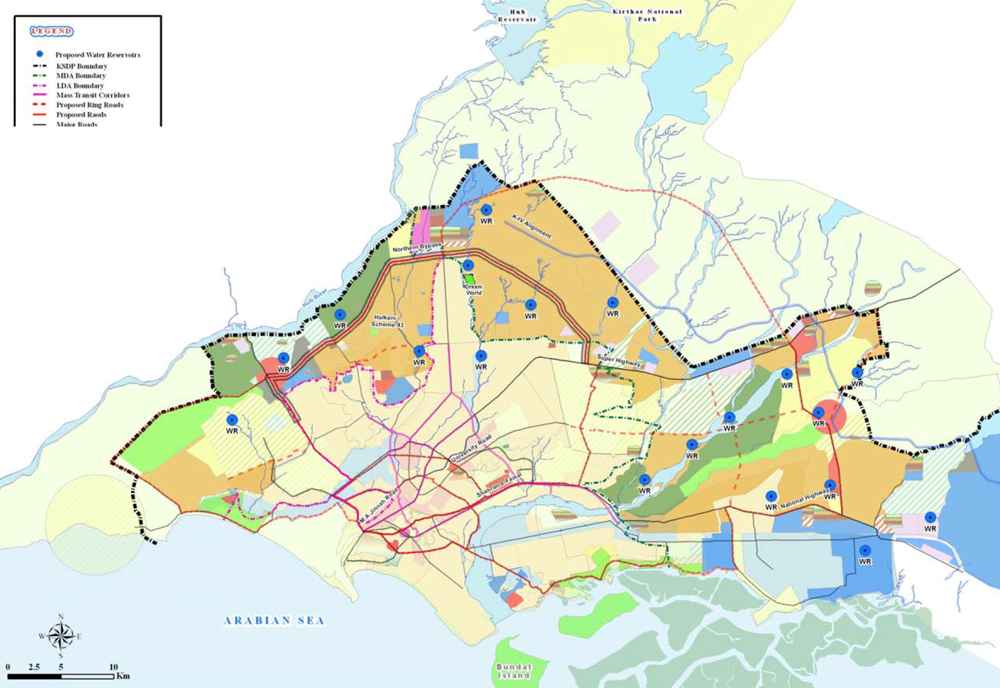 LEGEND
Proposed Water Reservoirs
KSDP Boundary
MDA Boundary
LDA Boundary
Mass Transit Corridors
Proposed Ring Roads
Proposed Raods
Major Roads
Hub
Reservoir
Kirthar National
Park
WR
K-IV Alignment
Northern Bypass
Dream
World
Hub River
WR
WR
WR
Halkani
Scheme-43
WR
WR
WR
Super Highway
WR
WR
WR
WR
WR
WR
University Road
WR
Shahrah-e-Faisal
WR
M.A.Jinnah Road
WR
National Highway
WR
WR
WR
ARABIAN SEA
N
W
E
S
0
2.5
5
10
Km
Bundal
Island